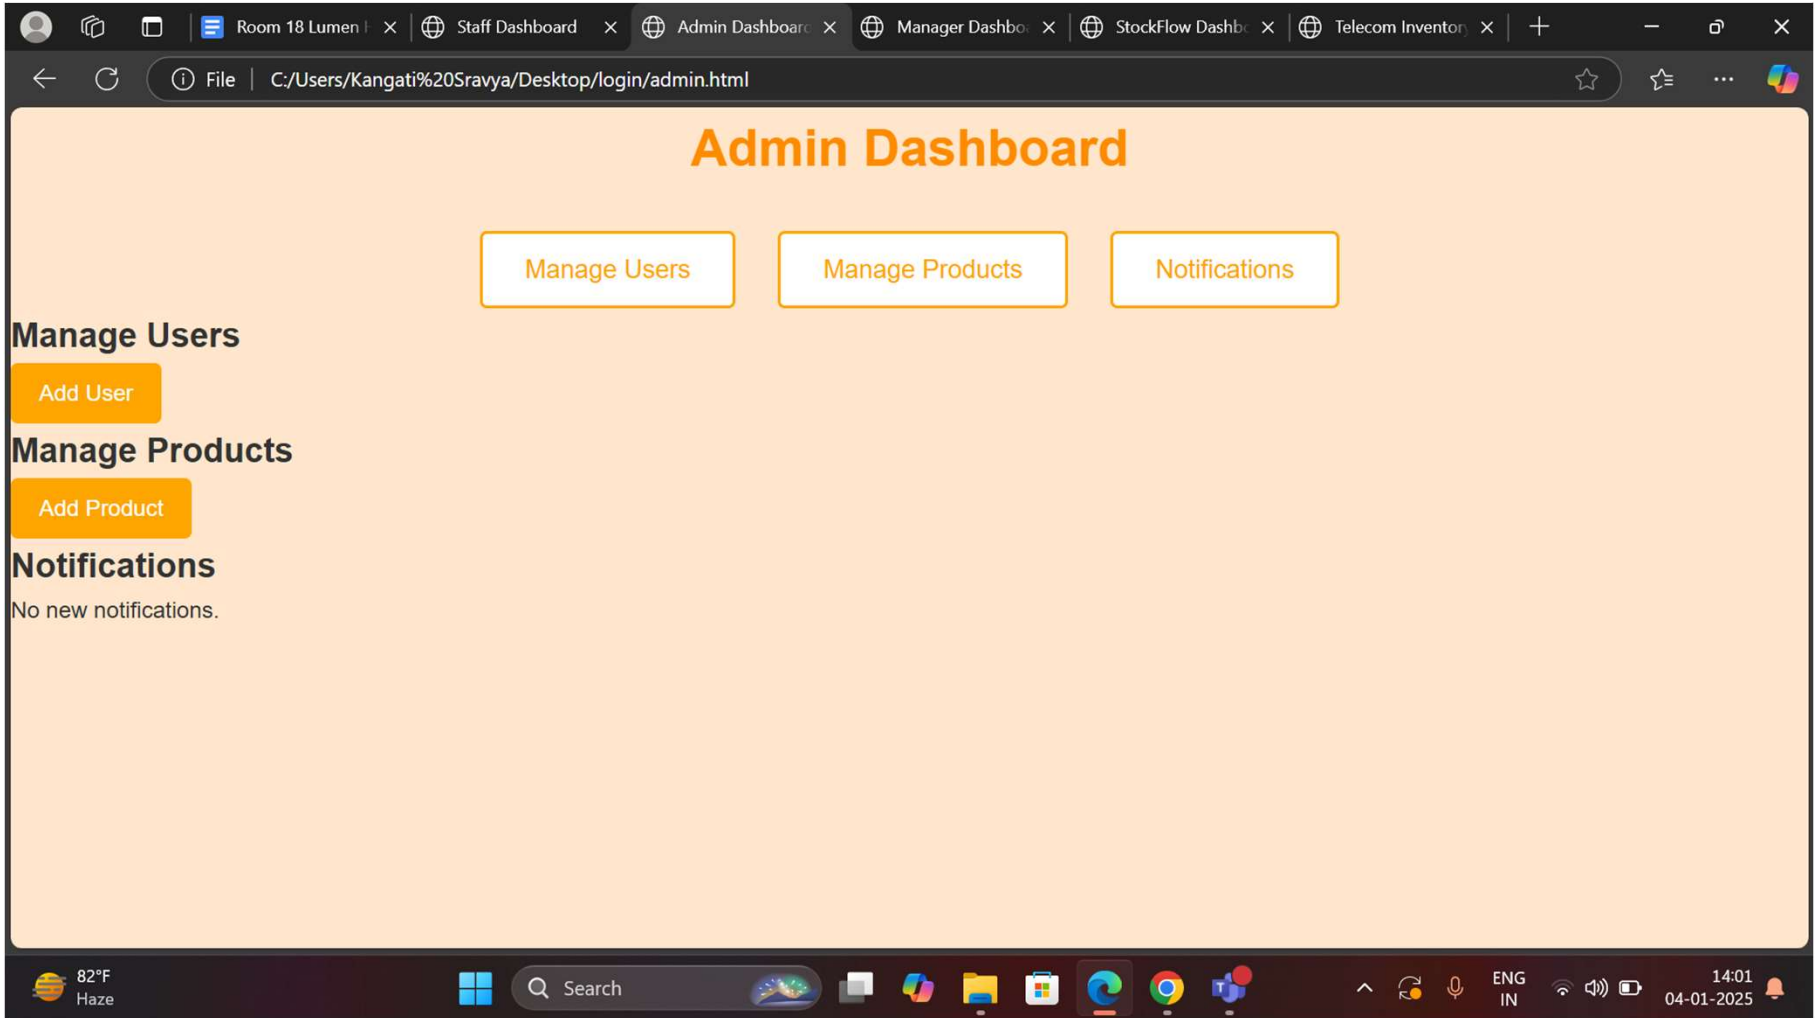 Room 18 Lumen
Staff Dashboard
Admin Dashboard
Manager Dashbo
StockFlow Dashb
Telecom Inventor
File
C:/Users/Kangati%20Sravya/Desktop/login/admin.html
Admin Dashboard
Manage Users
Manage Products
Notifications
Manage Users
Add User
Manage Products
Add Product
Notifications
No new notifications.
82°F
Haze
Search
ENG
IN
14:01
04-01-2025